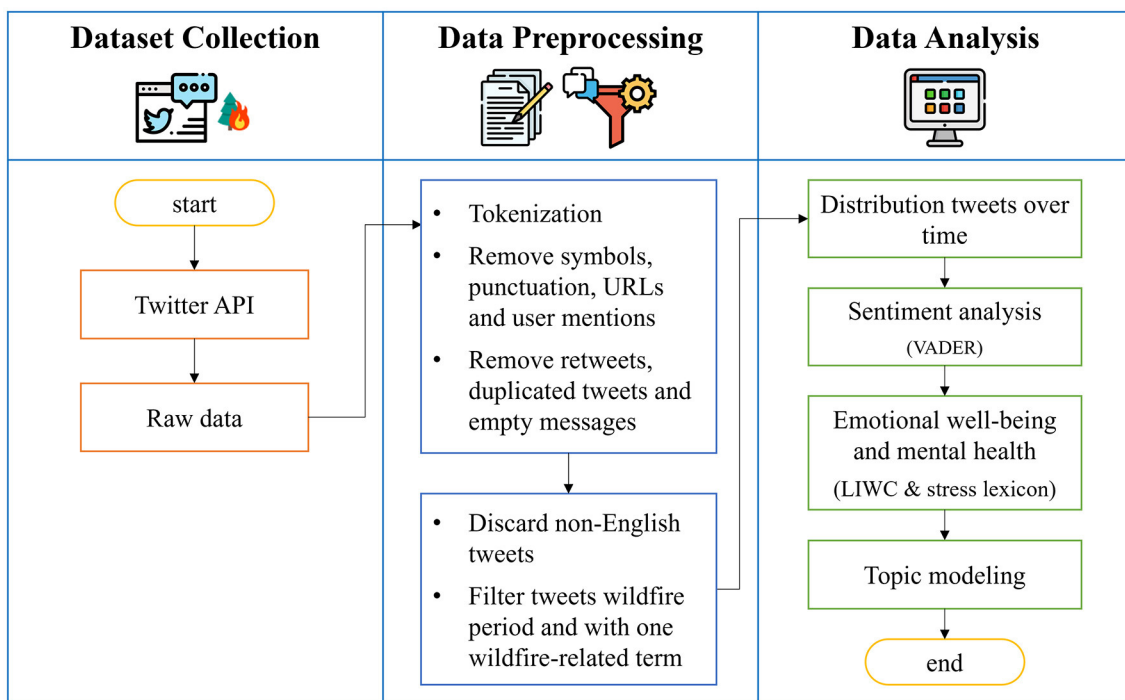 Dataset Collection
Data Preprocessing
Data Analysis
start
Twitter API
Raw data
• Tokenization
• Remove symbols,
punctuation, URLs
and user mentions
• Remove retweets,
duplicated tweets and
empty messages
• Discard non-English
tweets
• Filter tweets wildfire
period and with one
wildfire-related term
Distribution tweets over
time
Sentiment analysis
(VADER)
Emotional well-being
and mental health
(LIWC & stress lexicon)
Topic modeling
end